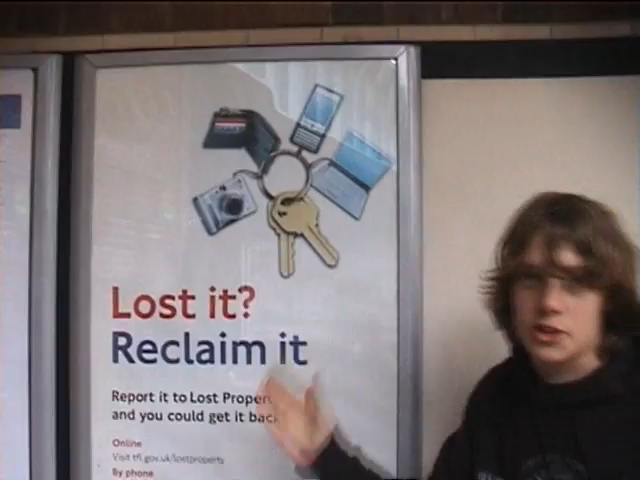 Lost it?
Reclaim it
Report it to Lost Proper
and you could get it bac
Online
Visit tfl.gov.uk/lostproperty
By phone